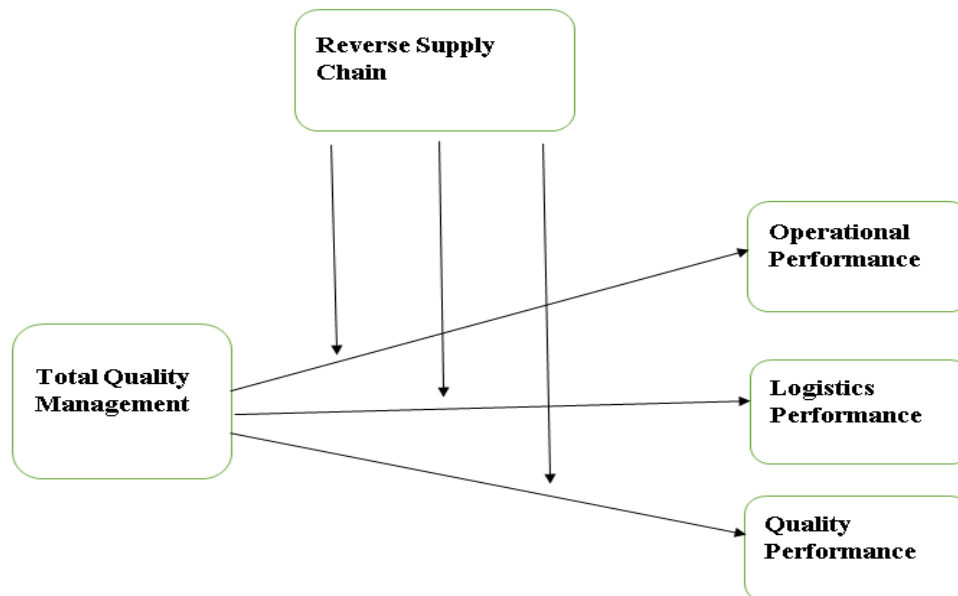 Reverse Supply
Chain
Operational
Performance
Total Quality
Management
Logistics
Performance
Quality
Performance